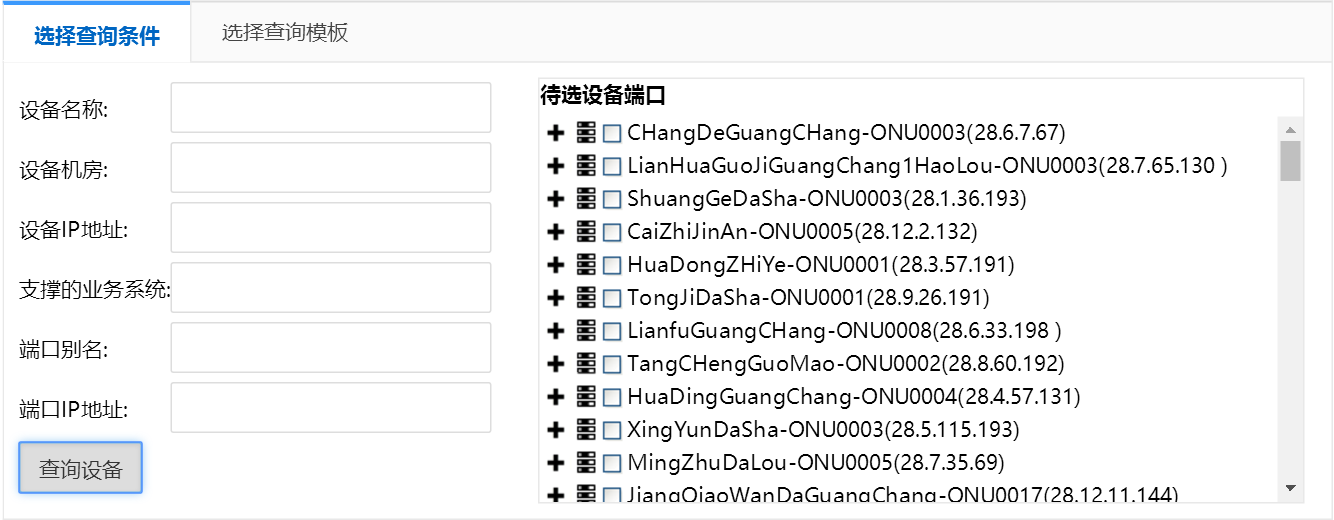 选择查询条件
选择查询模板
设备名称:
设备机房:
设备IP地址:
支撑的业务系统:
端口别名:
端口IP地址:
查询设备
待选设备端口
CHangDeGuangCHang-ONU0003(28.6.7.67)
LianHuaGuoJiGuangChang1HaoLou-ONU0003(28.7.65.130 )
ShuangGeDaSha-ONU0003(28.1.36.193)
CaiZhiJinAn-ONU0005(28.12.2.132)
HuaDongZHiYe-ONU0001(28.3.57.191)
TongJiDaSha-ONU0001(28.9.26.191)
LianfuGuangCHang-ONU0008(28.6.33.198 )
TangCHengGuoMao-ONU0002(28.8.60.192)
HuaDingGuangChang-ONU0004(28.4.57.131)
XingYunDaSha-ONU0003(28.5.115.193)
MingZhuDaLou-ONU0005(28.7.35.69)
JiangQiaoWanDaGuangChang-ONU0017(28.12.11.144)